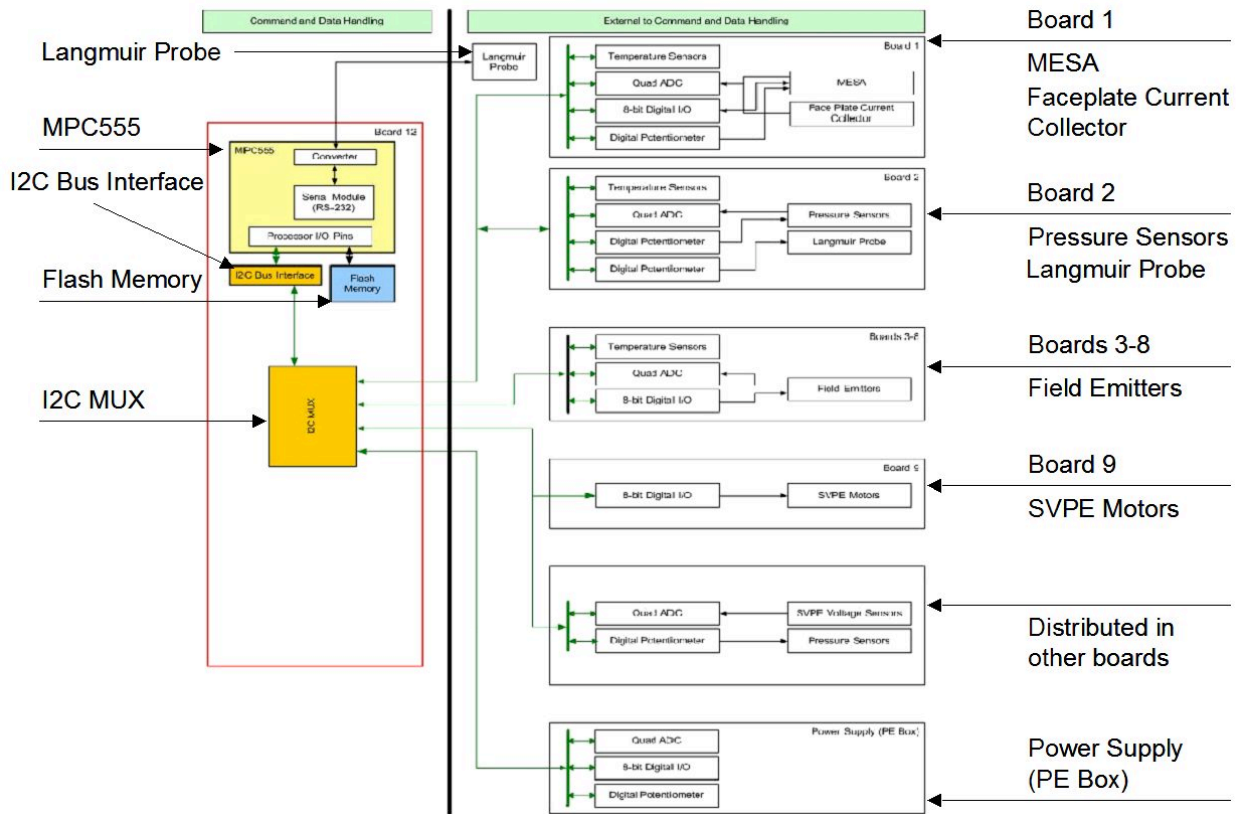 Command and Data Handling
External to Command and Data Handling
Langmuir Probe
MPC555
I2C Bus Interface
Flash Memory
I2C MUX
Langmuir
Probe
Board 12
MPC555
Converter
Serial Module
(RS-232)
Processor I/O Pins
I2C Bus Interface
Flash
Memory
I2C MUX
Board 1
Temperature Sensors
Quad ADC
8-bit Digital I/O
Digital Potentiometer
MESA
Face Plate Current
Collector
Board 2
Temperature Sensors
Quad ADC
Digital Potentiometer
Digital Potentiometer
Pressure Sensors
Langmuir Probe
Boards 3-8
Temperature Sensors
Quad ADC
8-bit Digital I/O
Field Emitters
Board 9
8-bit Digital I/O
SVPE Motors
Quad ADC
Digital Potentiometer
SVPE Voltage Sensors
Pressure Sensors
Power Supply (PE Box)
Quad ADC
8-bit Digital I/O
Digital Potentiometer
Board 1
MESA
Faceplate Current
Collector
Board 2
Pressure Sensors
Langmuir Probe
Boards 3-8
Field Emitters
Board 9
SVPE Motors
Distributed in
other boards
Power Supply
(PE Box)